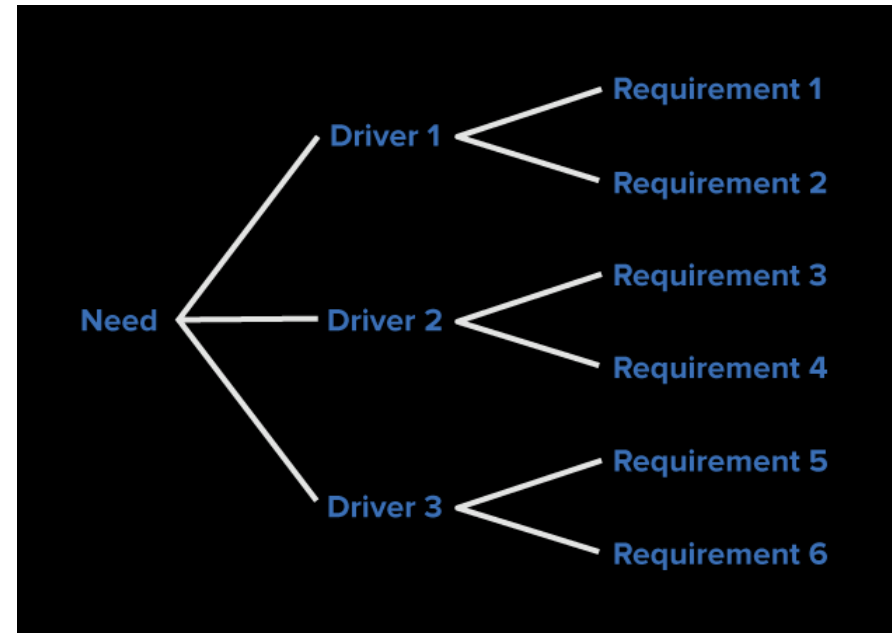 Need
Driver 1
Requirement 1
Requirement 2
Driver 2
Requirement 3
Requirement 4
Driver 3
Requirement 5
Requirement 6